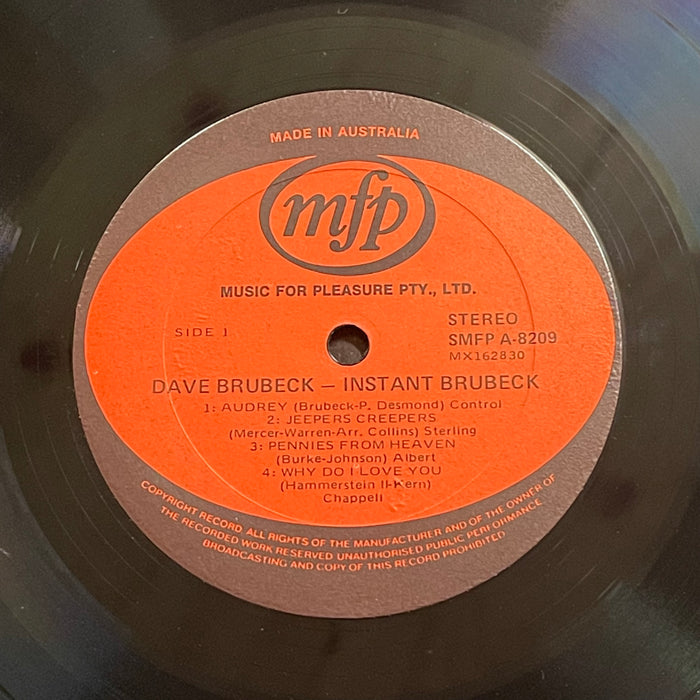 MADE IN AUSTRALIA
mfp
MUSIC FOR PLEASURE PTY., LTD.
SIDE 1
STEREO
SMFP A-8209
MX162830
DAVE BRUBECK – INSTANT BRUBECK
1: AUDREY (Brubeck-P. Desmond) Control
2: JEEPERS CREEPERS
(Mercer-Warren-Arr. Collins) Sterling
3: PENNIES FROM HEAVEN
(Burke-Johnson) Albert
4: WHY DO I LOVE YOU
(Hammerstein II-Kern)
Chappell
COPYRIGHT RECORD ALL RIGHTS OF THE MANUFACTURER AND OF THE OWNER OF
THE RECORDED WORK RESERVED UNAUTHORISED PUBLIC PERFORMANCE
BROADCASTING AND COPY OF THIS RECORD PROHIBITED